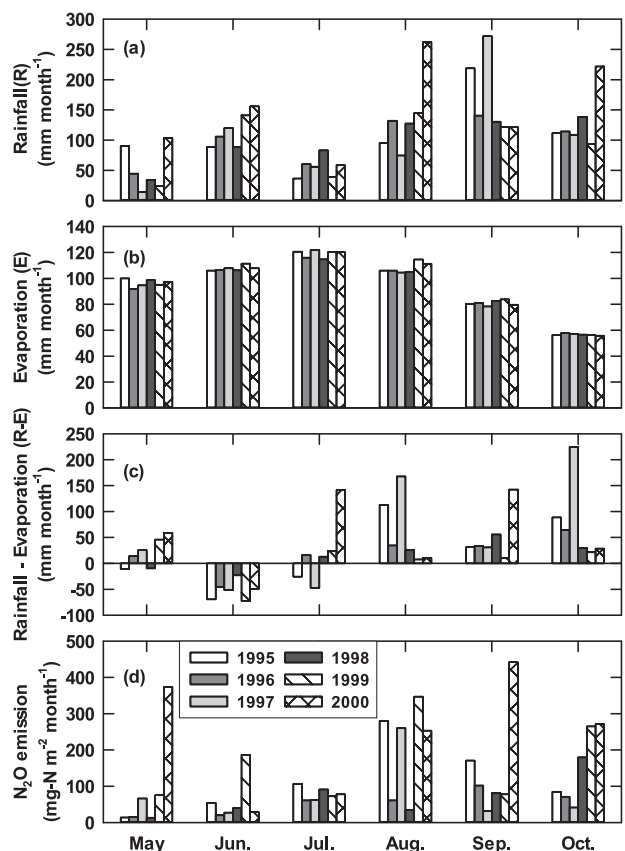 (a)
Rainfall(R)
(mm month⁻¹)
300
250
200
150
100
50
0
(b)
Evaporation (E)
(mm month⁻¹)
140
120
100
80
60
40
20
0
(c)
Rainfall - Evaporation (R-E)
(mm month⁻¹)
250
200
150
100
50
0
-50
-100
(d)
N₂O emission
(mg-N m⁻² month⁻¹)
500
400
300
200
100
0
1995 1998
1996 1999
1997 2000
May Jun. Jul. Aug. Sep. Oct.